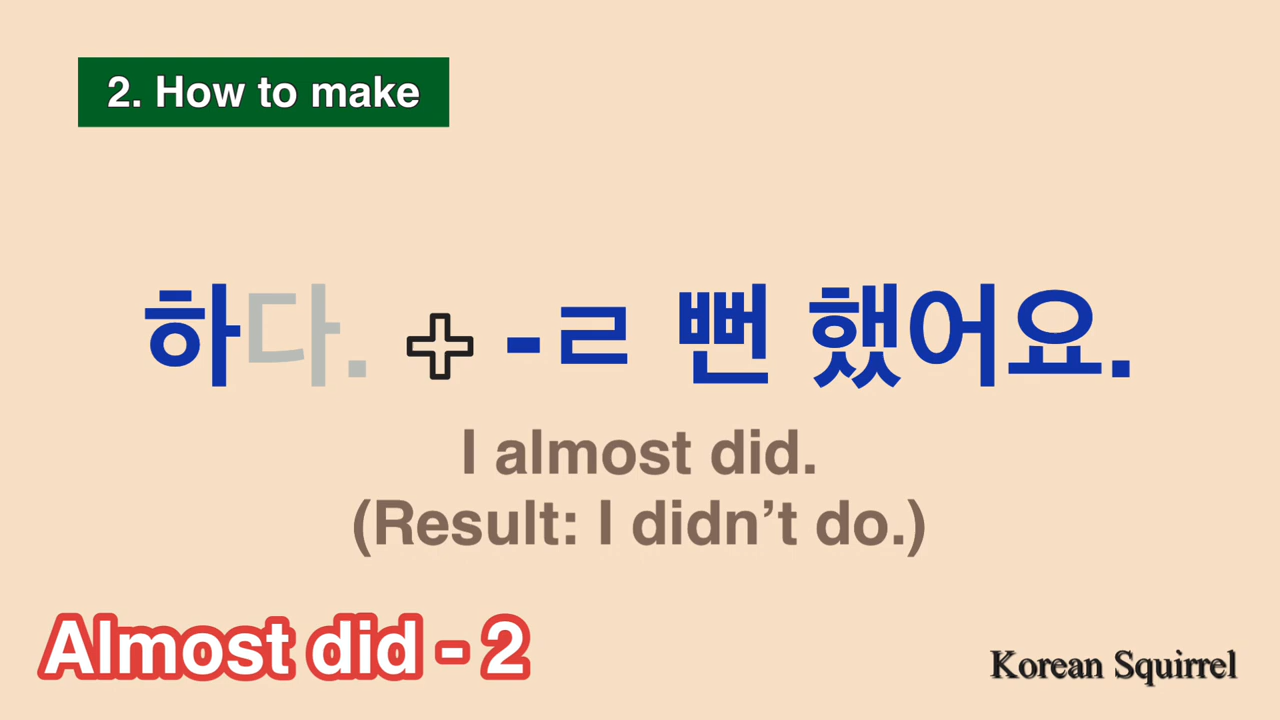 2. How to make
하다. + -ㄹ 뻔 했어요.
I almost did.
(Result: I didn’t do.)
Almost did - 2
Korean Squirrel